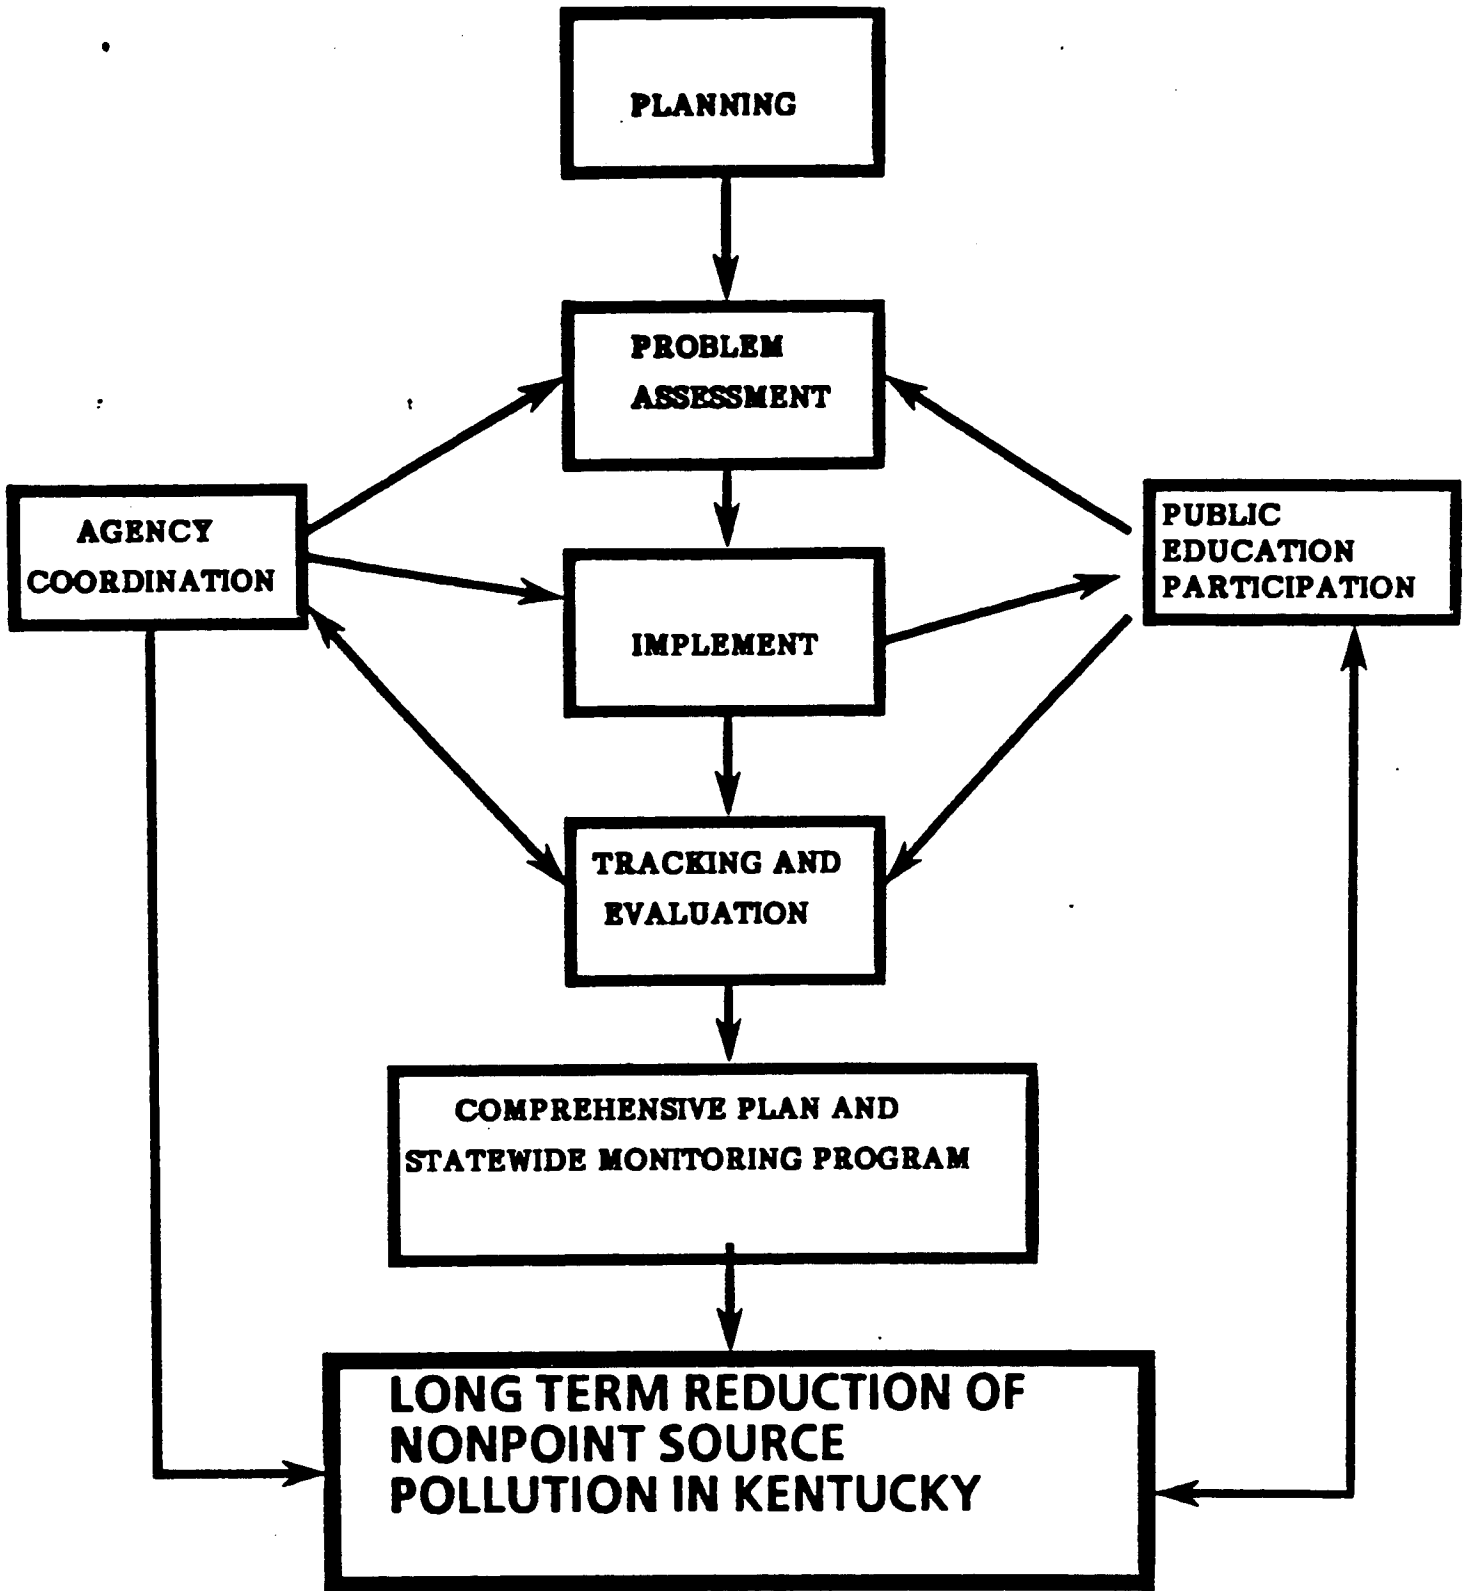 PLANNING
PROBLEM
ASSESSMENT
AGENCY
COORDINATION
PUBLIC
EDUCATION
PARTICIPATION
IMPLEMENT
TRACKING AND
EVALUATION
COMPREHENSIVE PLAN AND
STATEWIDE MONITORING PROGRAM
LONG TERM REDUCTION OF
NONPOINT SOURCE
POLLUTION IN KENTUCKY